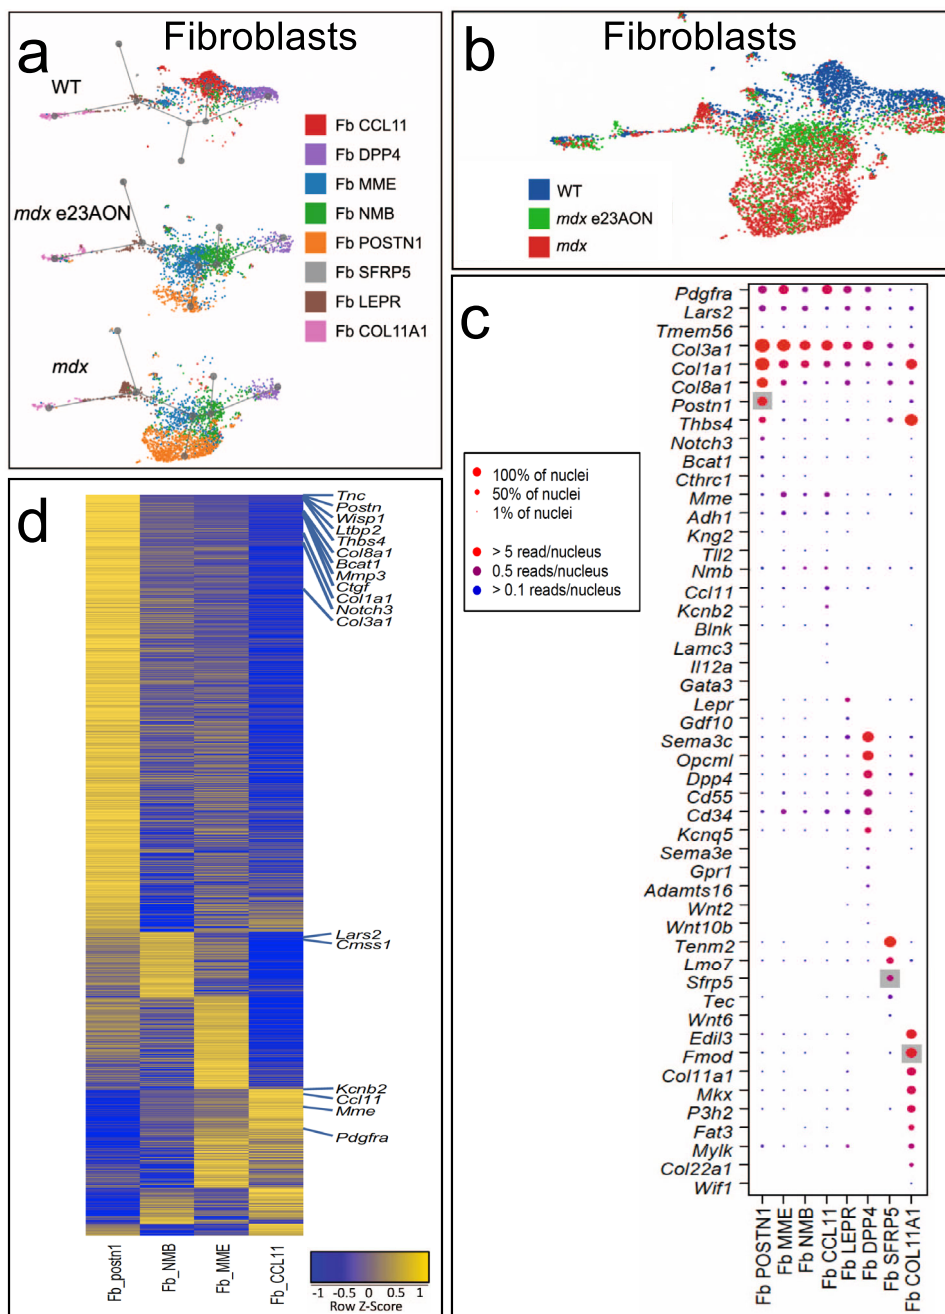 a
Fibroblasts
WT
mdx e23AON
mdx
Fb CCL11
Fb DPP4
Fb MME
Fb NMB
Fb POSTN1
Fb SFRP5
Fb LEPR
Fb COL11A1
b
Fibroblasts
WT
mdx e23AON
mdx
c
100% of nuclei
50% of nuclei
1% of nuclei
> 5 read/nucleus
0.5 reads/nucleus
> 0.1 reads/nucleus
Pdgfra
Lars2
Tmem56
Col3a1
Col1a1
Col8a1
Postn1
Thbs4
Notch3
Bcat1
Cthrc1
Mme
Adh1
Kng2
Tll2
Nmb
Ccl11
Kcnb2
Blnk
Lamc3
Il12a
Gata3
Lepr
Gdf10
Sema3c
Opcml
Dpp4
Cd55
Cd34
Kcnq5
Sema3e
Gpr1
Adamts16
Wnt2
Wnt10b
Tenm2
Lmo7
Sfrp5
Tec
Wnt6
Edil3
Fmod
Col11a1
Mkx
P3h2
Fat3
Mylk
Col22a1
Wif1
Fb POSTN1
Fb MME
Fb NMB
Fb CCL11
Fb LEPR
Fb DPP4
Fb SFRP5
Fb COL11A1
d
Tnc
Postn
Wisp1
Ltbp2
Thbs4
Col8a1
Bcat1
Mmp3
Ctgf
Col1a1
Notch3
Col3a1
Lars2
Cmss1
Kcnb2
Ccl11
Mme
Pdgfra
Fb_postn1
Fb_NMB
Fb_MME
Fb_CCL11
-1 -0.5 0 0.5 1
Row Z-Score